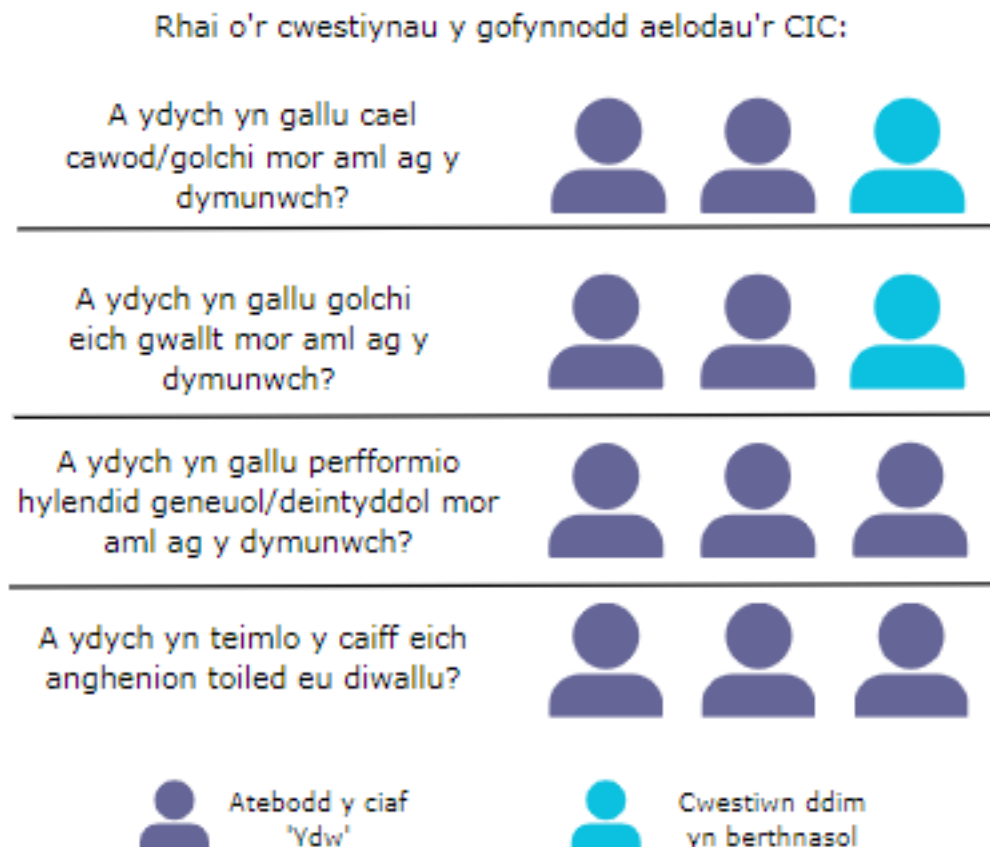 Rhai o'r cwestiynau y gofynnodd aelodau'r CIC:
A ydych yn gallu cael
cawod/golchi mor aml ag y
dymunwch?
A ydych yn gallu golchi
eich gwallt mor aml ag y
dymunwch?
A ydych yn gallu perfformio
hylendid geneuol/deintyddol mor
aml ag y dymunwch?
A ydych yn teimlo y caiff eich
anghenion toiled eu diwallu?
Atebodd y ciaf
'Ydw'
Cwestiwn ddim
yn berthnasol